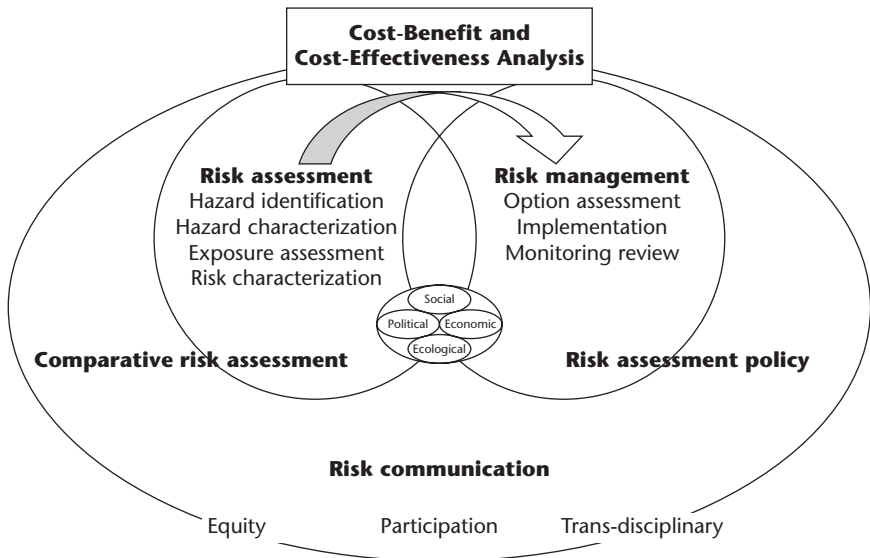 Cost-Benefit and
Cost-Effectiveness Analysis
Risk assessment
Hazard identification
Hazard characterization
Exposure assessment
Risk characterization
Risk management
Option assessment
Implementation
Monitoring review
Social
Political
Economic
Ecological
Comparative risk assessment
Risk assessment policy
Risk communication
Equity
Participation
Trans-disciplinary